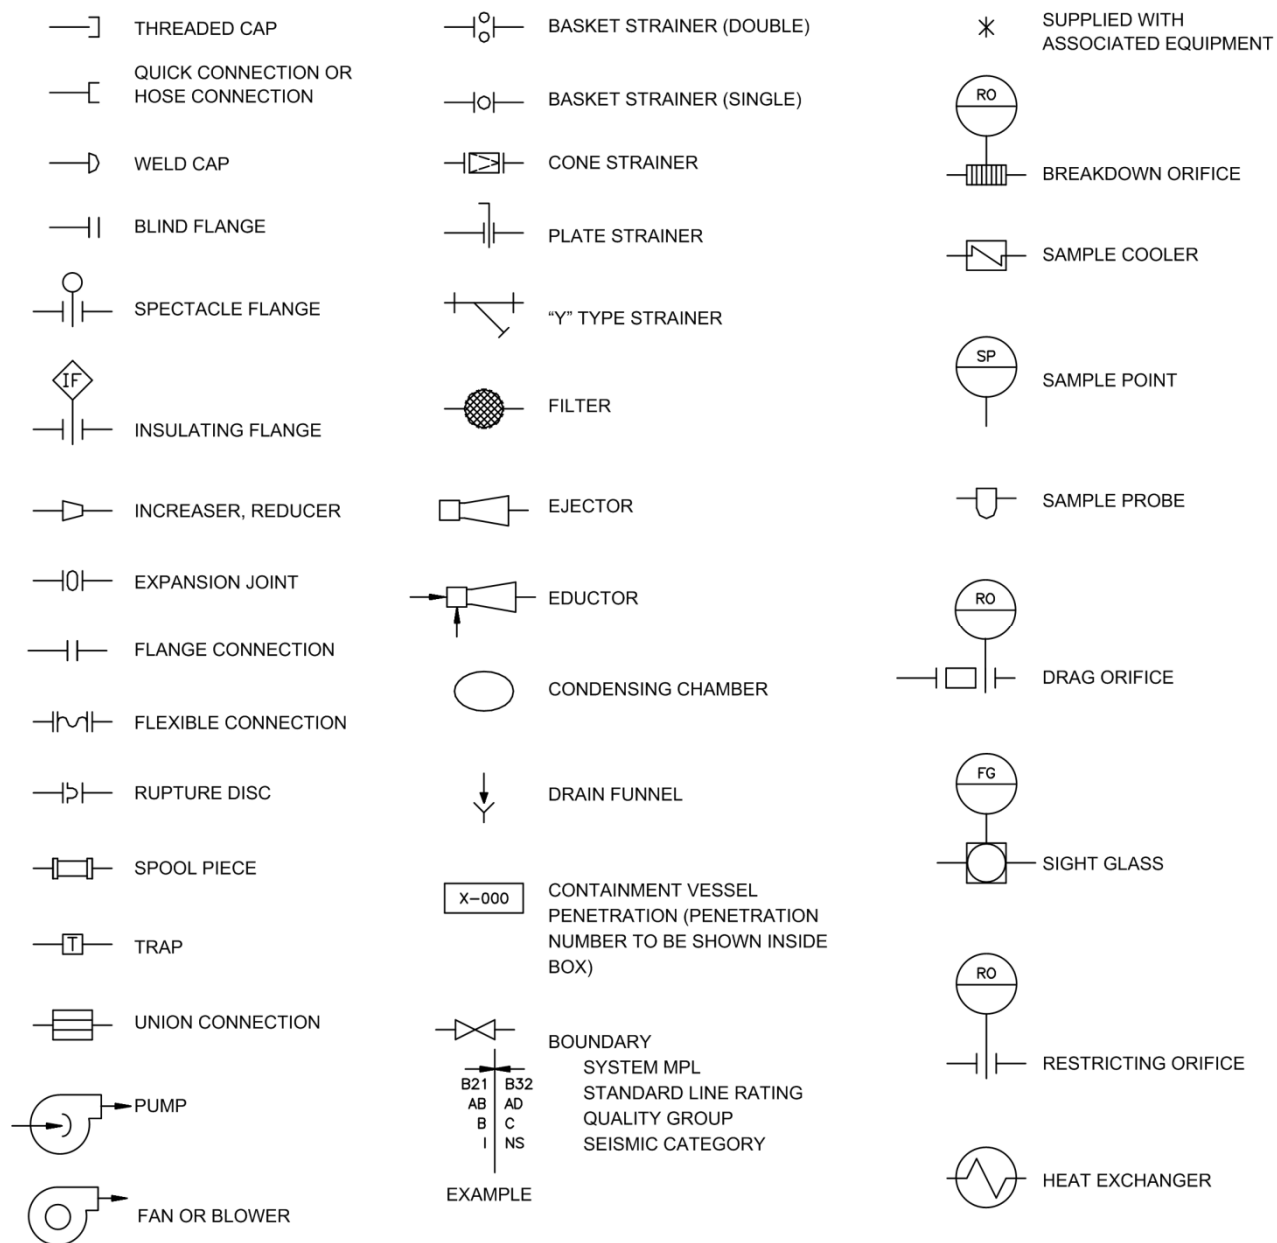 THREADED CAP
QUICK CONNECTION OR
HOSE CONNECTION
WELD CAP
BLIND FLANGE
SPECTACLE FLANGE
IF
INSULATING FLANGE
INCREASER, REDUCER
EXPANSION JOINT
FLANGE CONNECTION
FLEXIBLE CONNECTION
RUPTURE DISC
SPOOL PIECE
T
TRAP
UNION CONNECTION
PUMP
FAN OR BLOWER
BASKET STRAINER (DOUBLE)
BASKET STRAINER (SINGLE)
CONE STRAINER
PLATE STRAINER
“Y” TYPE STRAINER
FILTER
EJECTOR
EDUCTOR
CONDENSING CHAMBER
DRAIN FUNNEL
X-000
CONTAINMENT VESSEL
PENETRATION (PENETRATION
NUMBER TO BE SHOWN INSIDE
BOX)
BOUNDARY
B21 B32 SYSTEM MPL
AB AD STANDARD LINE RATING
B C QUALITY GROUP
I NS SEISMIC CATEGORY
EXAMPLE
SUPPLIED WITH
ASSOCIATED EQUIPMENT
RO
BREAKDOWN ORIFICE
SAMPLE COOLER
SP
SAMPLE POINT
SAMPLE PROBE
RO
DRAG ORIFICE
FG
SIGHT GLASS
RO
RESTRICTING ORIFICE
HEAT EXCHANGER